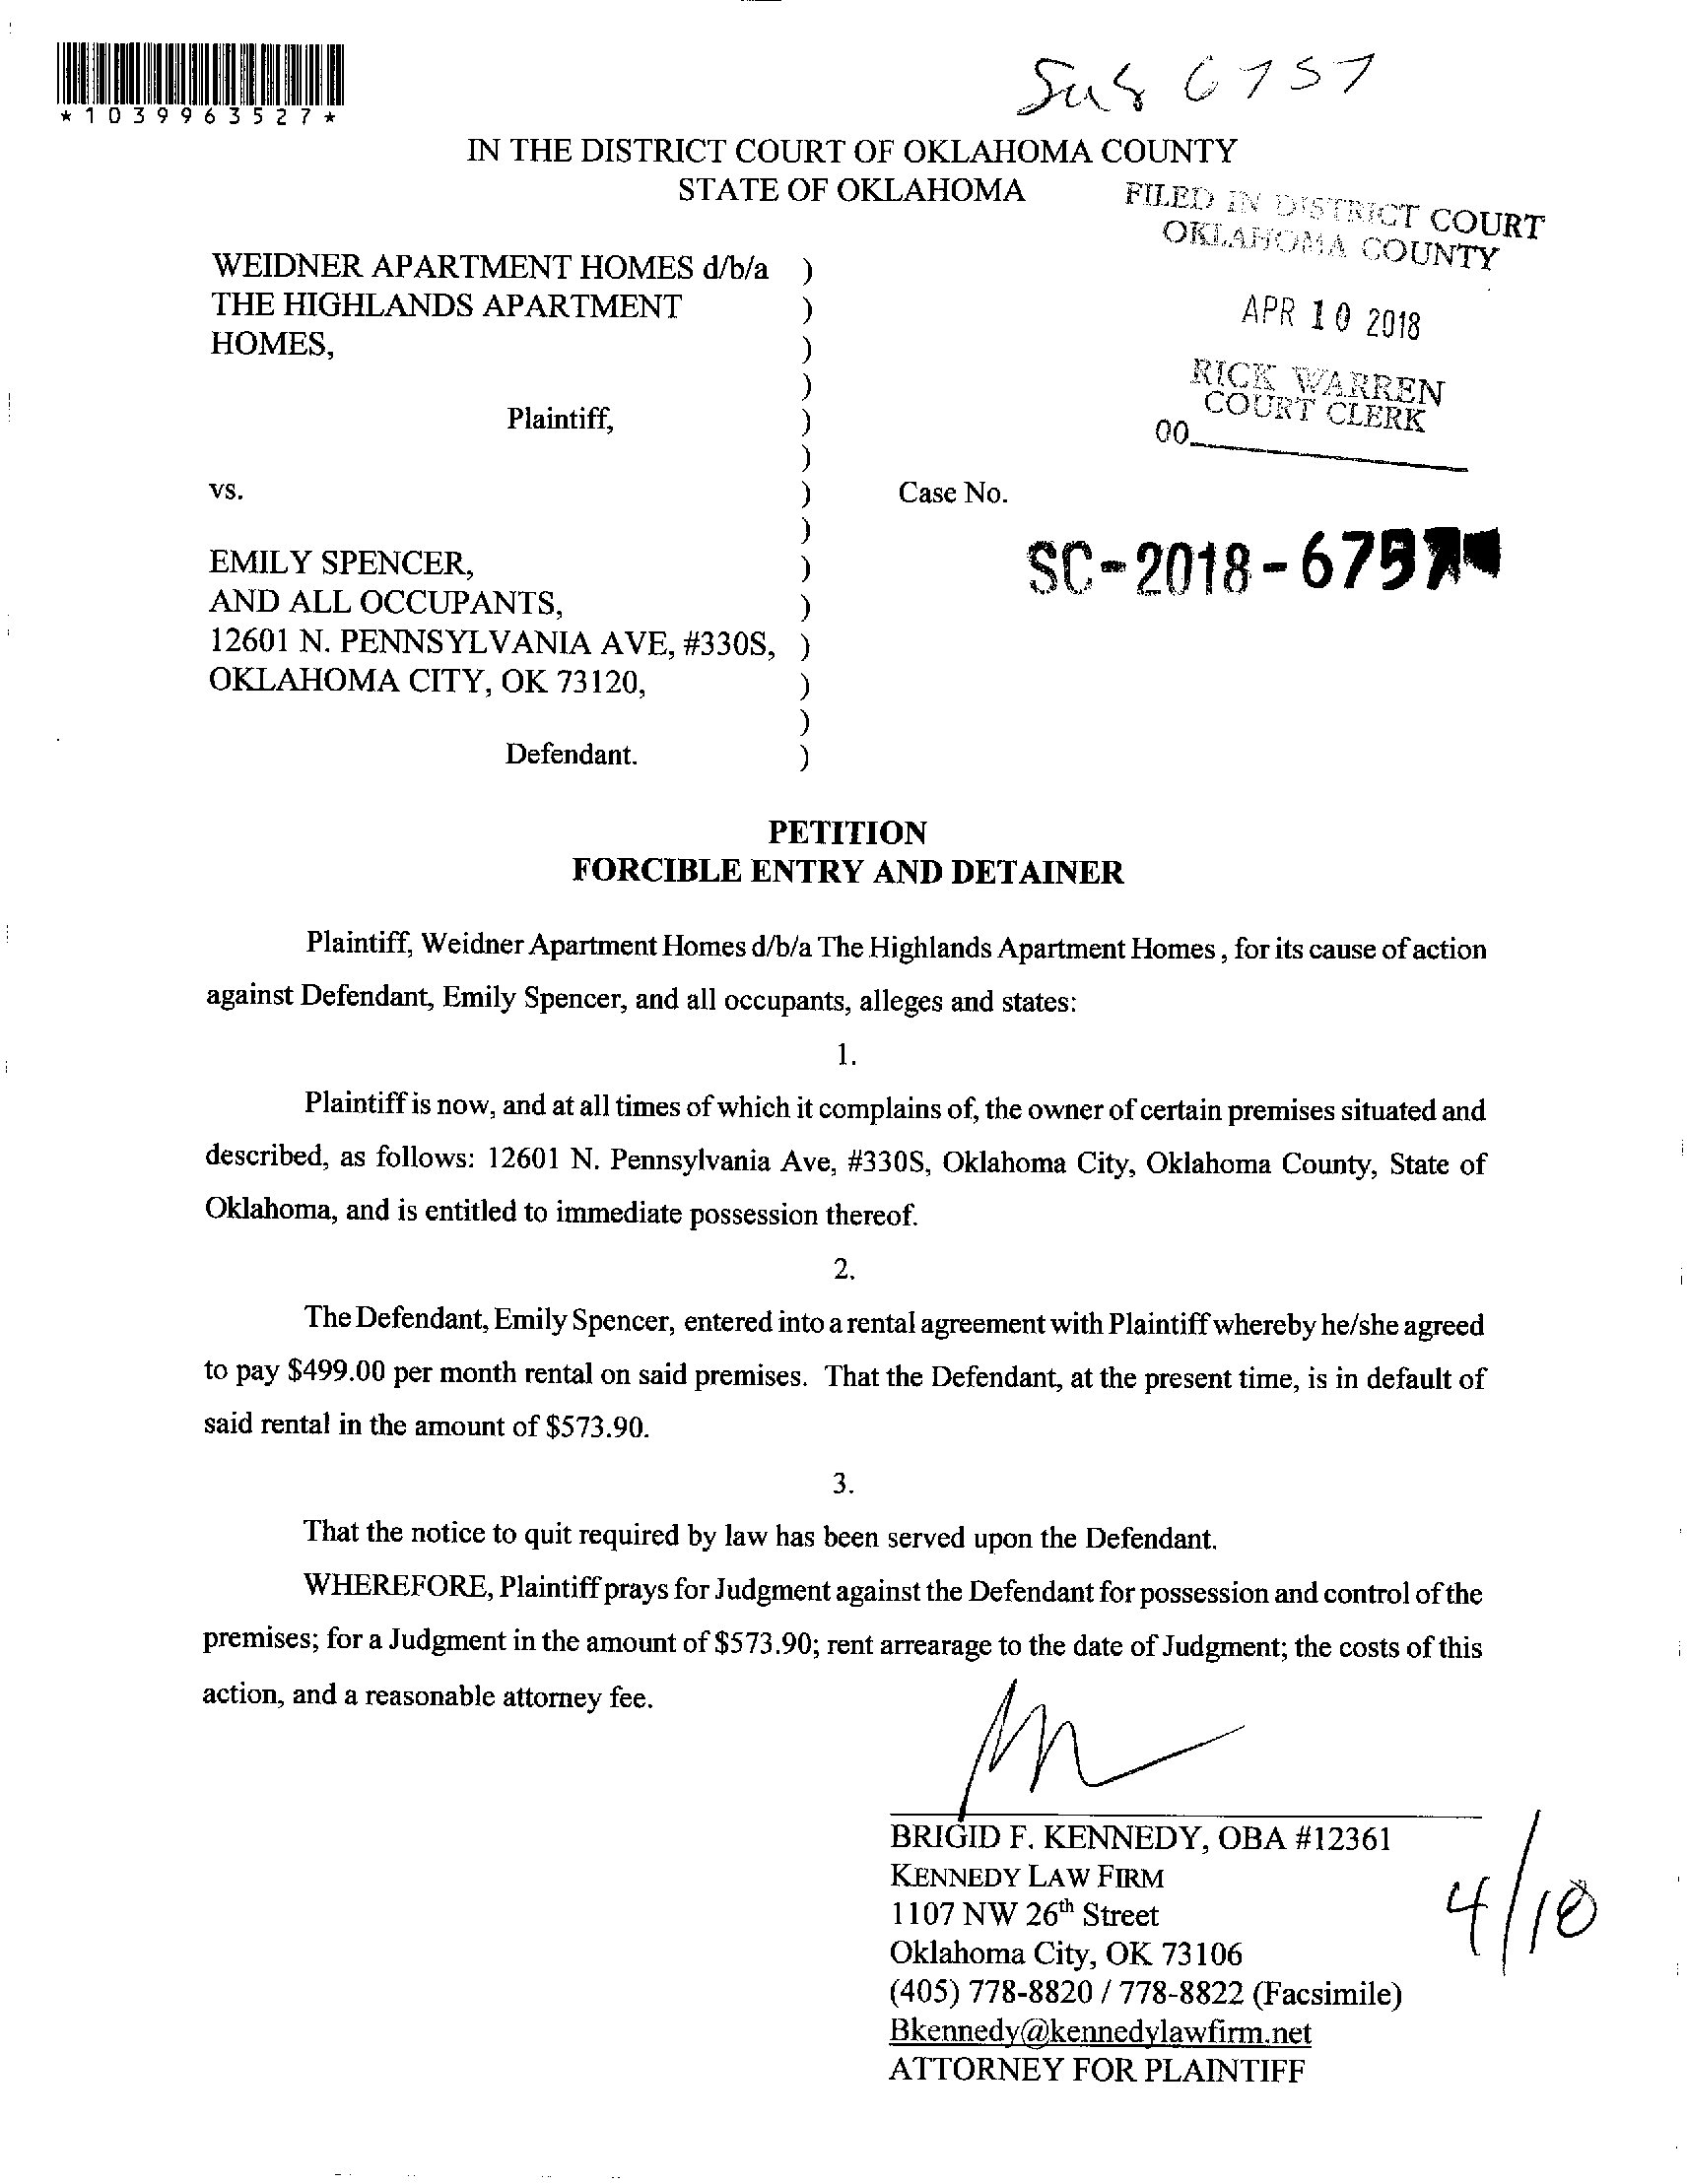 *1039963527*
6757
IN THE DISTRICT COURT OF OKLAHOMA COUNTY
STATE OF OKLAHOMA
FILED IN DISTRICT COURT
OKLAHOMA COUNTY
APR 10 2018
RICK WARREN
COURT CLERK
00
WEIDNER APARTMENT HOMES d/b/a )
THE HIGHLANDS APARTMENT )
HOMES, )
)
Plaintiff, )
)
vs. ) Case No.
)
SC-2018-6757
EMILY SPENCER, )
AND ALL OCCUPANTS, )
12601 N. PENNSYLVANIA AVE, #330S, )
OKLAHOMA CITY, OK 73120, )
)
Defendant. )
PETITION
FORCIBLE ENTRY AND DETAINER
Plaintiff, Weidner Apartment Homes d/b/a The Highlands Apartment Homes , for its cause of action
against Defendant, Emily Spencer, and all occupants, alleges and states:
1.
Plaintiff is now, and at all times of which it complains of, the owner of certain premises situated and
described, as follows: 12601 N. Pennsylvania Ave, #330S, Oklahoma City, Oklahoma County, State of
Oklahoma, and is entitled to immediate possession thereof.
2.
The Defendant, Emily Spencer, entered into a rental agreement with Plaintiff whereby he/she agreed
to pay $499.00 per month rental on said premises. That the Defendant, at the present time, is in default of
said rental in the amount of $573.90.
3.
That the notice to quit required by law has been served upon the Defendant.
WHEREFORE, Plaintiff prays for Judgment against the Defendant for possession and control of the
premises; for a Judgment in the amount of $573.90; rent arrearage to the date of Judgment; the costs of this
action, and a reasonable attorney fee.
BRIGID F. KENNEDY, OBA #12361
KENNEDY LAW FIRM
1107 NW 26th Street
Oklahoma City, OK 73106
(405) 778-8820 / 778-8822 (Facsimile)
Bkennedy@kennedylawfirm.net
ATTORNEY FOR PLAINTIFF
4/18